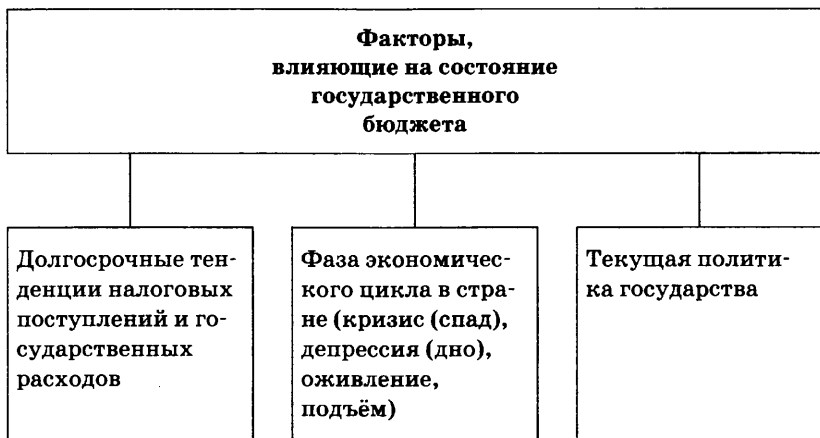 Факторы,
влияющие на состояние
государственного
бюджета
Долгосрочные тен-
денции налоговых
поступлений и го-
сударственных
расходов
Фаза экономичес-
кого цикла в стра-
не (кризис (спад),
депрессия (дно),
оживление,
подъём)
Текущая полити-
ка государства